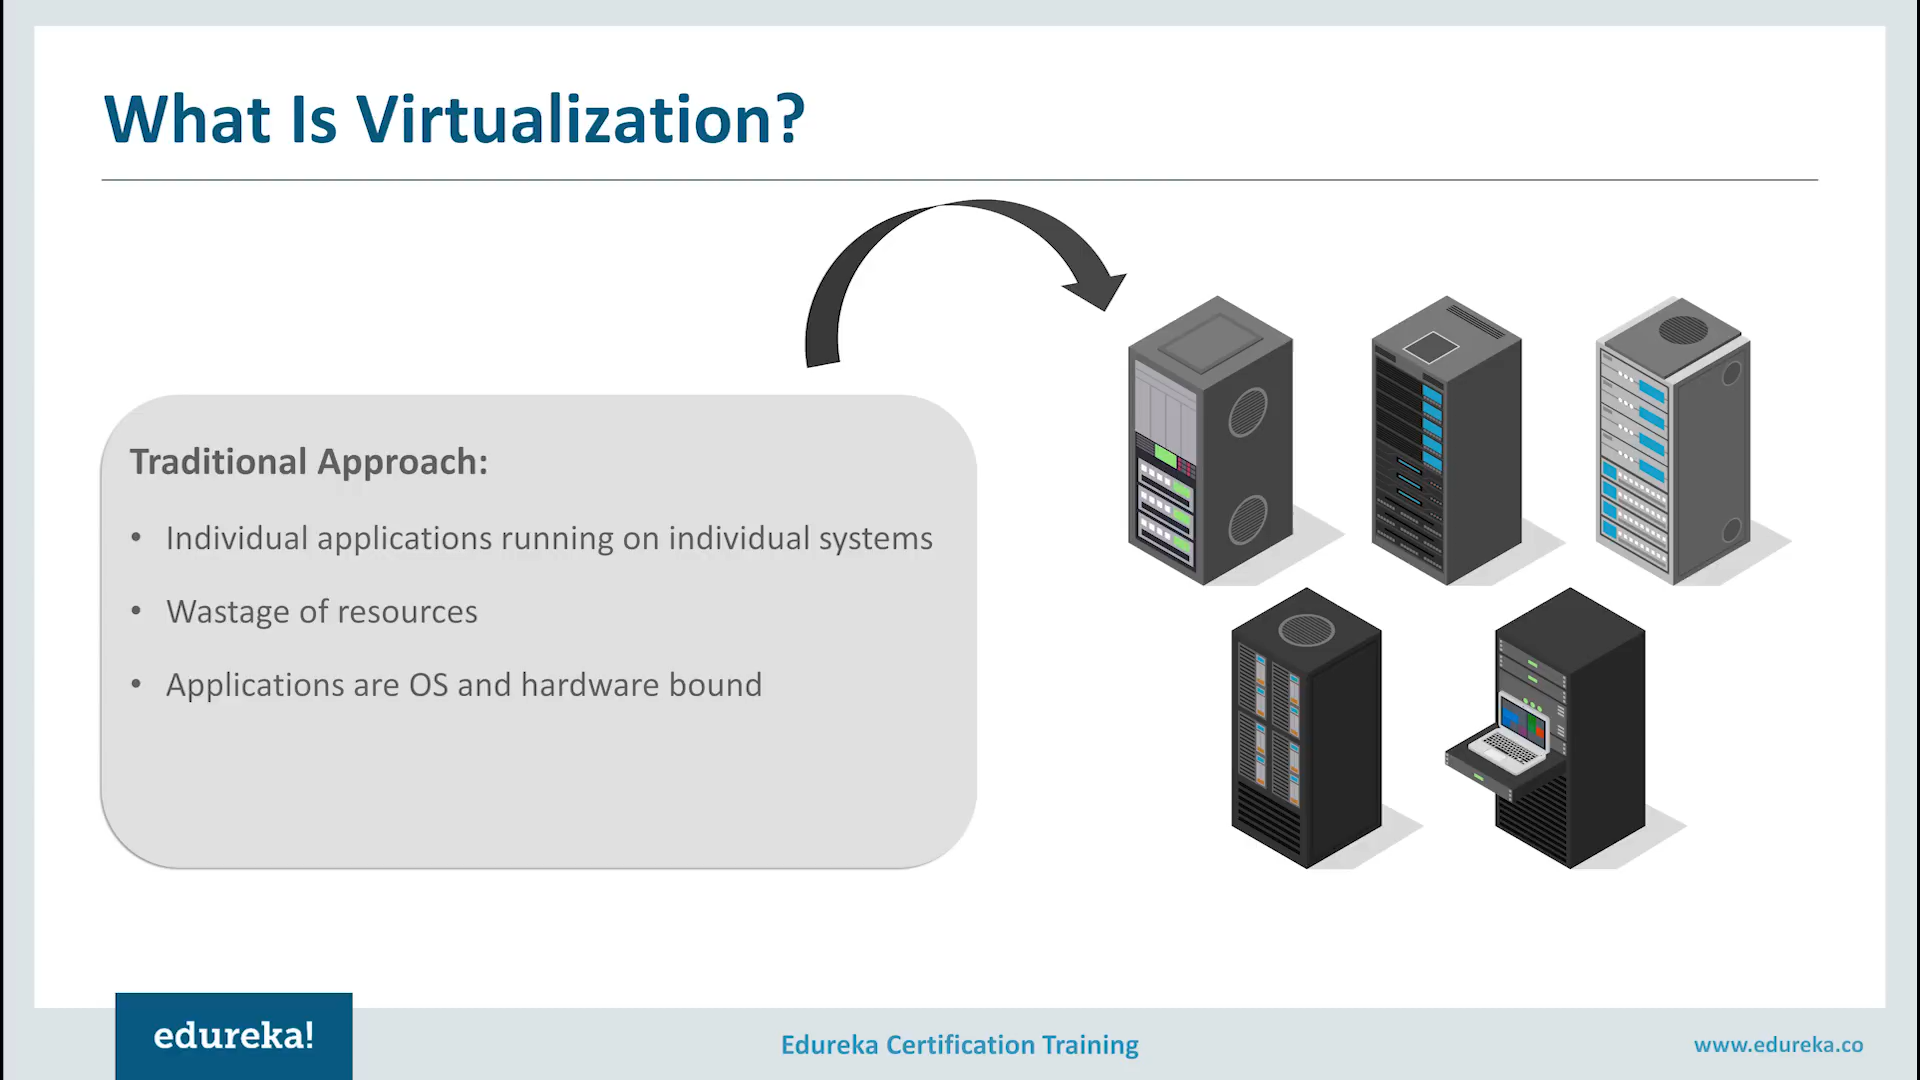 What Is Virtualization?
Traditional Approach:
• Individual applications running on individual systems
• Wastage of resources
• Applications are OS and hardware bound
edureka!
Edureka Certification Training
www.edureka.co